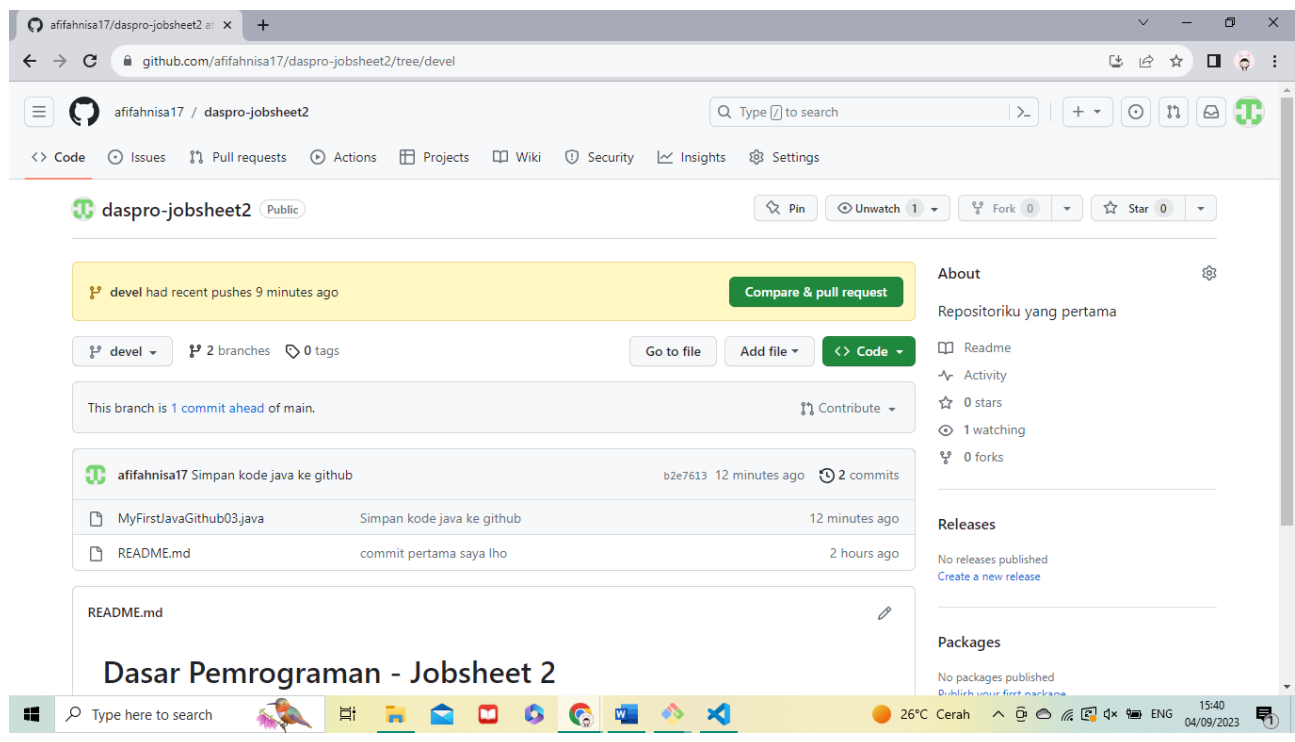 afifahnisa17/daspro-jobsheet2 at
github.com/afifahnisa17/daspro-jobsheet2/tree/devel
afifahnisa17 / daspro-jobsheet2
Type / to search
Code Issues Pull requests Actions Projects Wiki Security Insights Settings
daspro-jobsheet2 Public
Pin Unwatch 1 Fork 0 Star 0
devel had recent pushes 9 minutes ago
Compare & pull request
devel 2 branches 0 tags
Go to file Add file Code
This branch is 1 commit ahead of main.
Contribute
afifahnisa17 Simpan kode java ke github b2e7613 12 minutes ago 2 commits
MyFirstJavaGithub03.java Simpan kode java ke github 12 minutes ago
README.md commit pertama saya lho 2 hours ago
README.md
Dasar Pemrograman - Jobsheet 2
About
Repositoriku yang pertama
Readme
Activity
0 stars
1 watching
0 forks
Releases
No releases published
Create a new release
Packages
No packages published
Publish your first package
Type here to search
26°C Cerah
ENG
15:40
04/09/2023
1